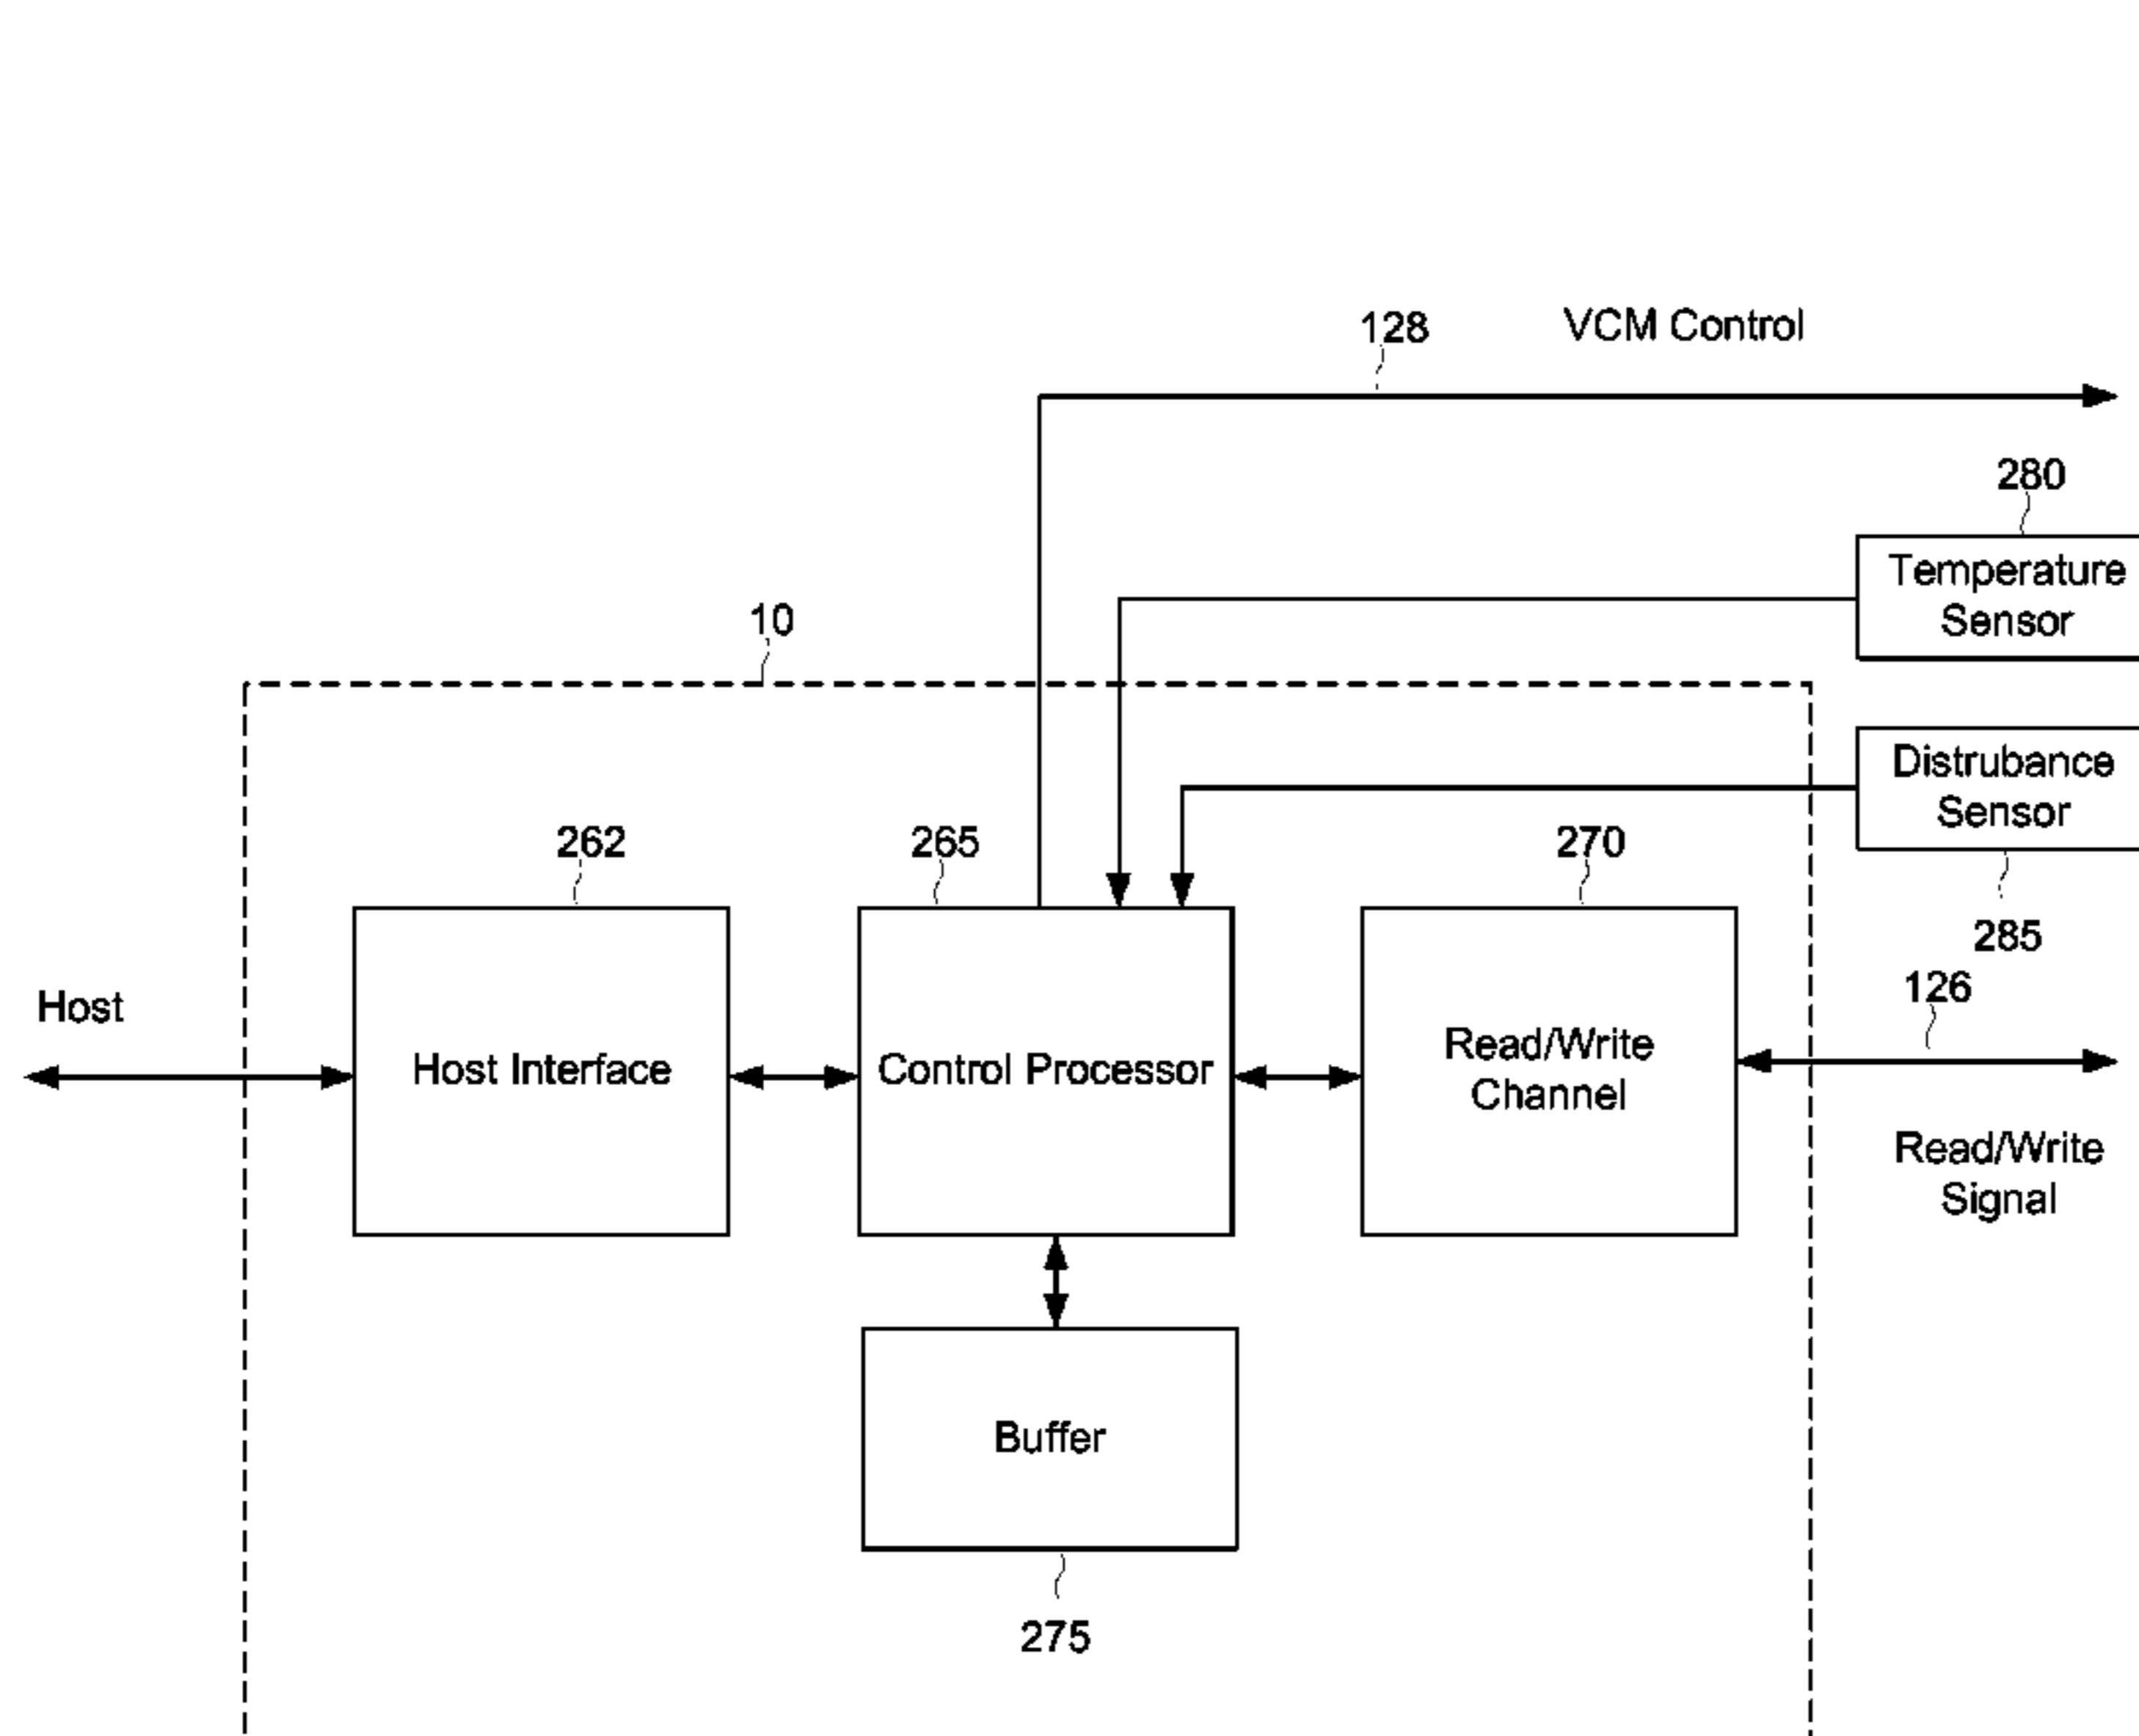 128
VCM Control
280
Temperature
Sensor
10
Distrubance
Sensor
262
265
270
285
126
Host
Host Interface
Control Processor
Read/Write
Channel
Read/Write
Signal
Buffer
275